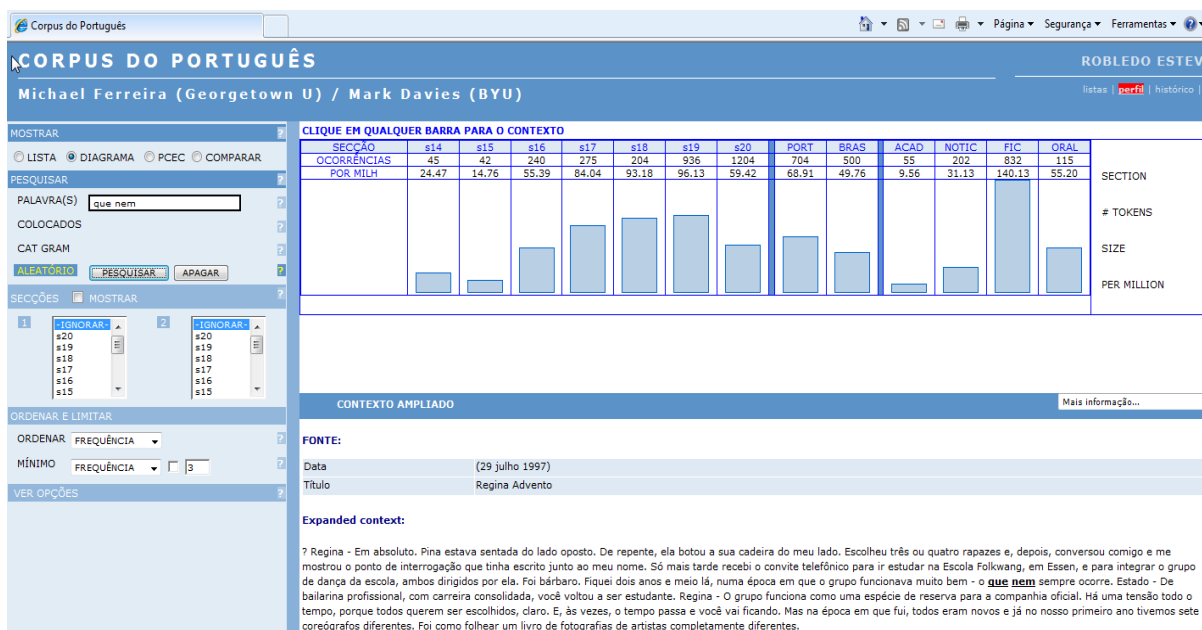 Corpus do Português
Página Segurança Ferramentas
CORPUS DO PORTUGUÊS
ROBLEDO ESTEV
Michael Ferreira (Georgetown U) / Mark Davies (BYU)
listas | perfil | histórico |
MOSTRAR ?
LISTA DIAGRAMA PCEC COMPARAR
PESQUISAR ?
PALAVRA(S) que nem ?
COLOCADOS ?
CAT GRAM ?
ALEATÓRIO PESQUISAR APAGAR ?
SECÇÕES MOSTRAR ?
1 -IGNORAR- s20 s19 s18 s17 s16 s15
2 -IGNORAR- s20 s19 s18 s17 s16 s15
ORDENAR E LIMITAR
ORDENAR FREQUÊNCIA ?
MÍNIMO FREQUÊNCIA 3 ?
VER OPÇÕES ?
CLIQUE EM QUALQUER BARRA PARA O CONTEXTO
SECÇÃO s14 s15 s16 s17 s18 s19 s20 PORT BRAS ACAD NOTIC FIC ORAL
OCORRÊNCIAS 45 42 240 275 204 936 1204 704 500 55 202 832 115
POR MILH 24.47 14.76 55.39 84.04 93.18 96.13 59.42 68.91 49.76 9.56 31.13 140.13 55.20
SECTION
# TOKENS
SIZE
PER MILLION
CONTEXTO AMPLIADO
Mais informação...
FONTE:
Data (29 julho 1997)
Título Regina Advento
Expanded context:
? Regina - Em absoluto. Pina estava sentada do lado oposto. De repente, ela botou a sua cadeira do meu lado. Escolheu três ou quatro rapazes e, depois, conversou comigo e me
mostrou o ponto de interrogação que tinha escrito junto ao meu nome. Só mais tarde recebi o convite telefônico para ir estudar na Escola Folkwang, em Essen, e para integrar o grupo
de dança da escola, ambos dirigidos por ela. Foi bárbaro. Fiquei dois anos e meio lá, numa época em que o grupo funcionava muito bem - o que nem sempre ocorre. Estado - De
bailarina profissional, com carreira consolidada, você voltou a ser estudante. Regina - O grupo funciona como uma espécie de reserva para a companhia oficial. Há uma tensão todo o
tempo, porque todos querem ser escolhidos, claro. E, às vezes, o tempo passa e você vai ficando. Mas na época em que fui, todos eram novos e já no nosso primeiro ano tivemos sete
coreógrafos diferentes. Foi como folhear um livro de fotografias de artistas completamente diferentes.